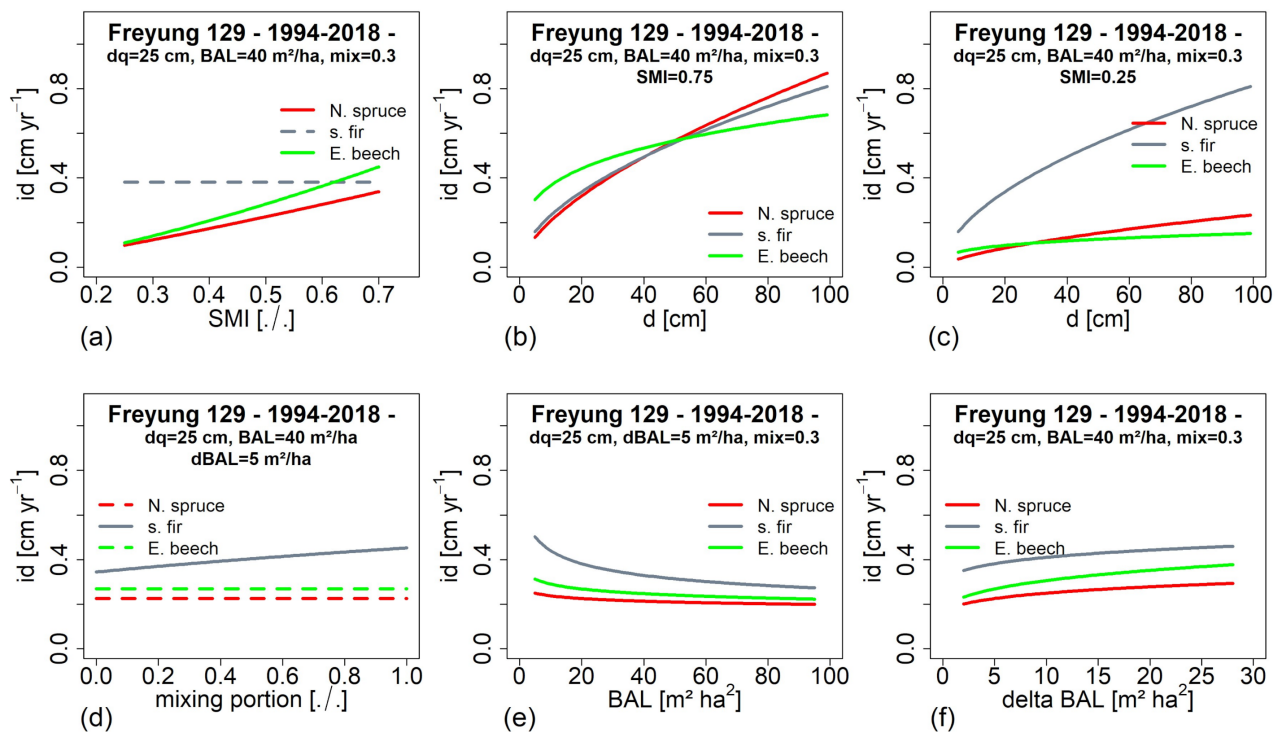 Freyung 129 - 1994-2018 -
dq=25 cm, BAL=40 m²/ha, mix=0.3
N. spruce
s. fir
E. beech
id [cm yr⁻¹]
0.0 0.4 0.8
0.2 0.3 0.4 0.5 0.6 0.7
SMI [./.]
(a)
Freyung 129 - 1994-2018 -
dq=25 cm, BAL=40 m²/ha, mix=0.3
SMI=0.75
N. spruce
s. fir
E. beech
id [cm yr⁻¹]
0.0 0.4 0.8
0 20 40 60 80 100
d [cm]
(b)
Freyung 129 - 1994-2018 -
dq=25 cm, BAL=40 m²/ha, mix=0.3
SMI=0.25
N. spruce
s. fir
E. beech
id [cm yr⁻¹]
0.0 0.4 0.8
0 20 40 60 80 100
d [cm]
(c)
Freyung 129 - 1994-2018 -
dq=25 cm, BAL=40 m²/ha
dBAL=5 m²/ha
N. spruce
s. fir
E. beech
id [cm yr⁻¹]
0.0 0.4 0.8
0.0 0.2 0.4 0.6 0.8 1.0
mixing portion [./.]
(d)
Freyung 129 - 1994-2018 -
dq=25 cm, dBAL=5 m²/ha, mix=0.3
N. spruce
s. fir
E. beech
id [cm yr⁻¹]
0.0 0.4 0.8
0 20 40 60 80 100
BAL [m² ha²]
(e)
Freyung 129 - 1994-2018 -
dq=25 cm, BAL=40 m²/ha, mix=0.3
N. spruce
s. fir
E. beech
id [cm yr⁻¹]
0.0 0.4 0.8
0 5 10 15 20 25 30
delta BAL [m² ha²]
(f)